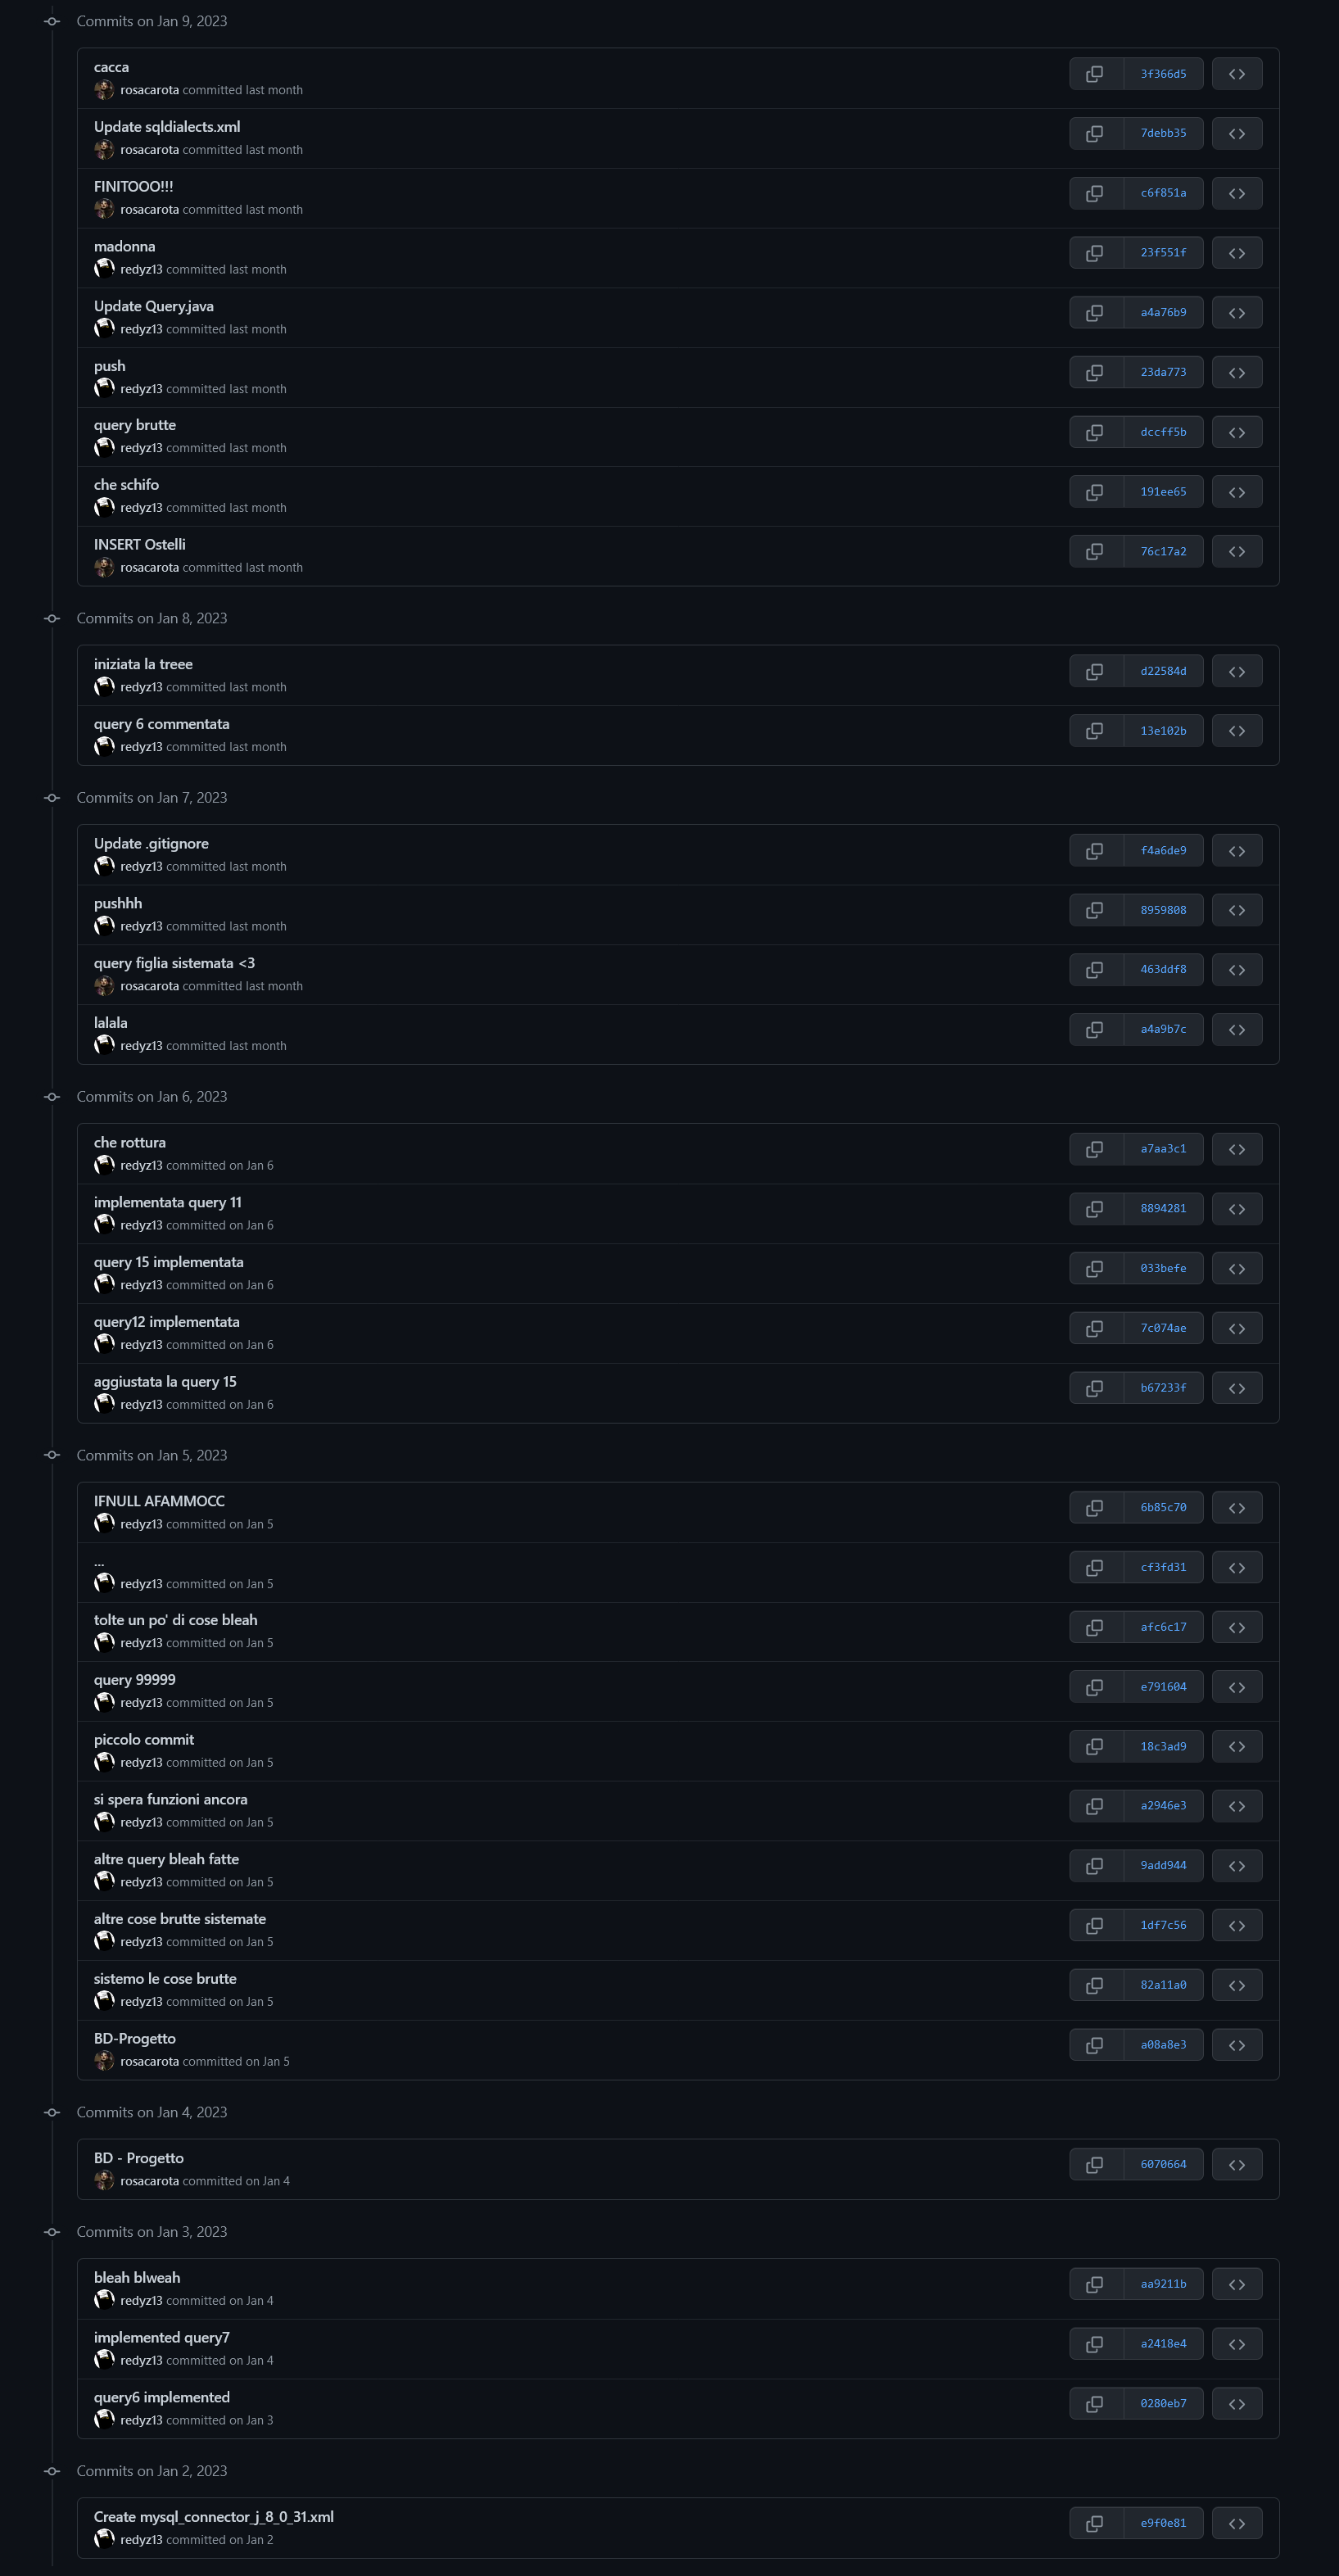 Commits on Jan 9, 2023
cacca
3f366d5
rosacarota committed last month
Update sqldialects.xml
7debb35
rosacarota committed last month
FINITOOO!!!
c6f851a
rosacarota committed last month
madonna
23f551f
redyz13 committed last month
Update Query.java
a4a76b9
redyz13 committed last month
push
23da773
redyz13 committed last month
query brutte
dccff5b
redyz13 committed last month
che schifo
191ee65
redyz13 committed last month
INSERT Ostelli
76c17a2
rosacarota committed last month
Commits on Jan 8, 2023
iniziata la treee
d22584d
redyz13 committed last month
query 6 commentata
13e102b
redyz13 committed last month
Commits on Jan 7, 2023
Update .gitignore
f4a6de9
redyz13 committed last month
pushhh
8959808
redyz13 committed last month
query figlia sistemata <3
463ddf8
rosacarota committed last month
lalala
a4a9b7c
redyz13 committed last month
Commits on Jan 6, 2023
che rottura
a7aa3c1
redyz13 committed on Jan 6
implementata query 11
8894281
redyz13 committed on Jan 6
query 15 implementata
033befe
redyz13 committed on Jan 6
query12 implementata
7c074ae
redyz13 committed on Jan 6
aggiustata la query 15
b67233f
redyz13 committed on Jan 6
Commits on Jan 5, 2023
IFNULL AFAMMOCC
6b85c70
redyz13 committed on Jan 5
...
cf3fd31
redyz13 committed on Jan 5
tolte un po' di cose bleah
afc6c17
redyz13 committed on Jan 5
query 99999
e791604
redyz13 committed on Jan 5
piccolo commit
18c3ad9
redyz13 committed on Jan 5
si spera funzioni ancora
a2946e3
redyz13 committed on Jan 5
altre query bleah fatte
9add944
redyz13 committed on Jan 5
altre cose brutte sistemate
1df7c56
redyz13 committed on Jan 5
sistemo le cose brutte
82a11a0
redyz13 committed on Jan 5
BD-Progetto
a08a8e3
rosacarota committed on Jan 5
Commits on Jan 4, 2023
BD - Progetto
6070664
rosacarota committed on Jan 4
Commits on Jan 3, 2023
bleah blweah
aa9211b
redyz13 committed on Jan 4
implemented query7
a2418e4
redyz13 committed on Jan 4
query6 implemented
0280eb7
redyz13 committed on Jan 3
Commits on Jan 2, 2023
Create mysql_connector_j_8_0_31.xml
e9f0e81
redyz13 committed on Jan 2